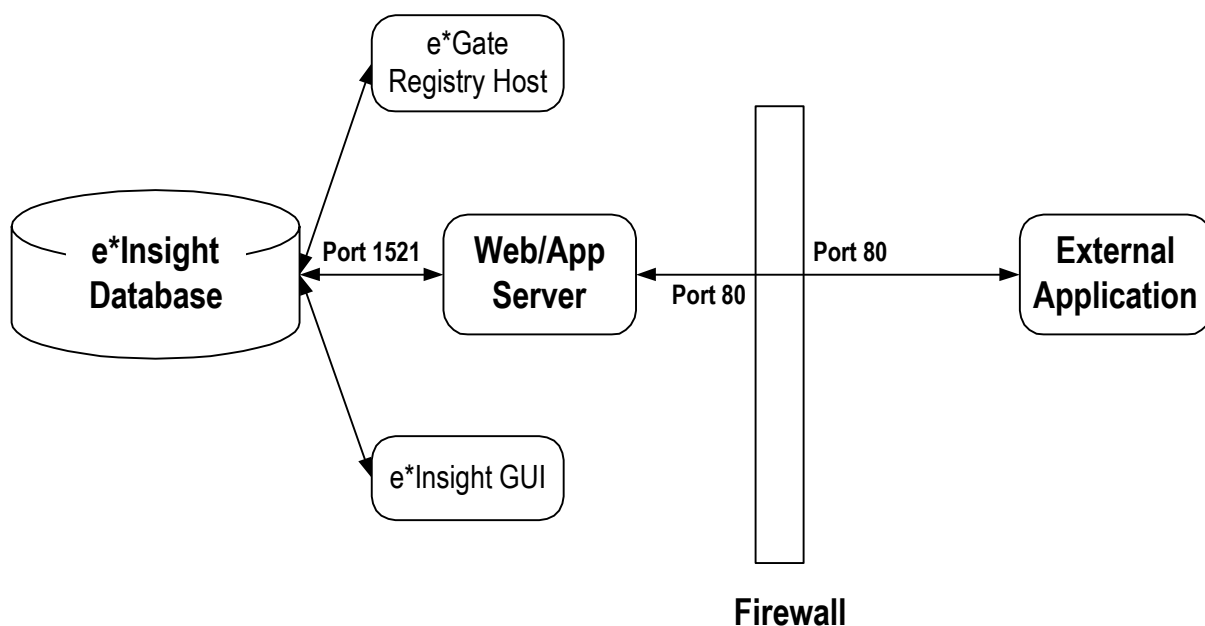 e*Gate
Registry Host
e*Insight
Database
Port 1521
Web/App
Server
Port 80
Port 80
External
Application
e*Insight GUI
Firewall